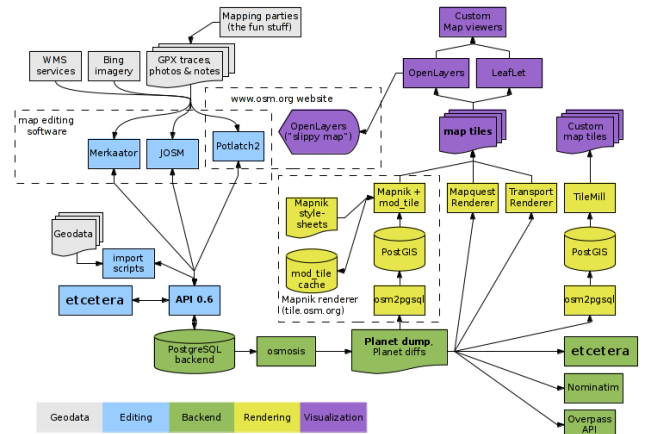 Mapping parties
(the fun stuff)
Custom
Map viewers
WMS
services
Bing
imagery
GPX traces,
photos & notes
OpenLayers
LeafLet
www.osm.org website
map editing
software
OpenLayers
("slippy map")
map tiles
Custom
map tiles
Merkaator
JOSM
Potlatch2
Mapnik
style-
sheets
Mapnik +
mod_tile
Mapquest
Renderer
Transport
Renderer
TileMill
Geodata
import
scripts
mod_tile
cache
PostGIS
PostGIS
etcetera
API 0.6
Mapnik renderer
(tile.osm.org)
osm2pgsql
osm2pgsql
PostgreSQL
backend
osmosis
Planet dump,
Planet diffs
etcetera
Nominatim
Overpass
API
Geodata
Editing
Backend
Rendering
Visualization